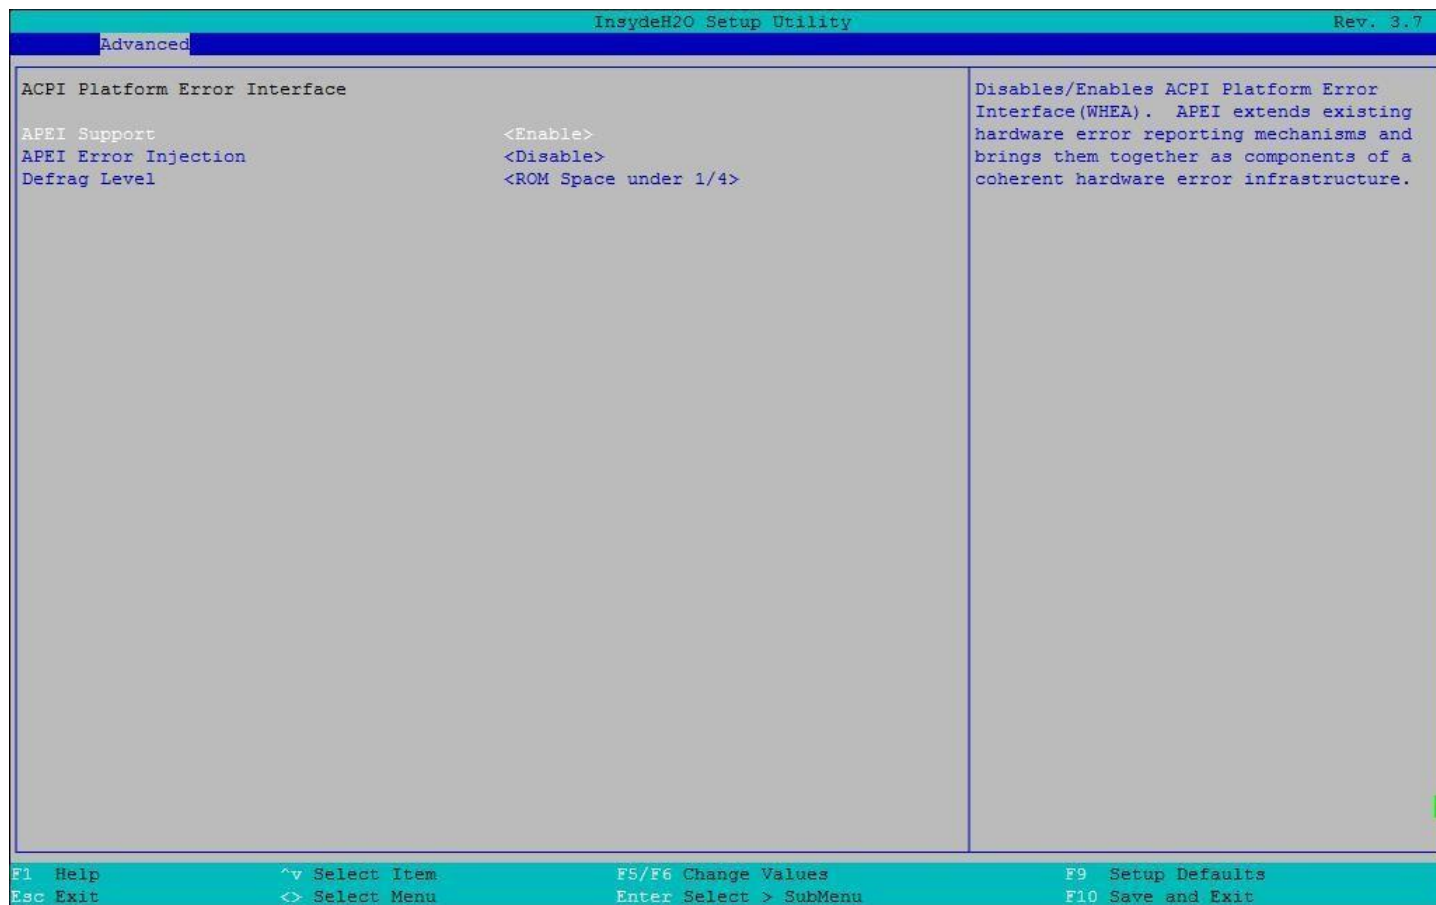 InsydeH2O Setup Utility Rev. 3.7
Advanced
ACPI Platform Error Interface
APEI Support <Enable>
APEI Error Injection <Disable>
Defrag Level <ROM Space under 1/4>
Disables/Enables ACPI Platform Error
Interface(WHEA). APEI extends existing
hardware error reporting mechanisms and
brings them together as components of a
coherent hardware error infrastructure.
F1 Help ^v Select Item F5/F6 Change Values F9 Setup Defaults
Esc Exit <> Select Menu Enter Select > SubMenu F10 Save and Exit